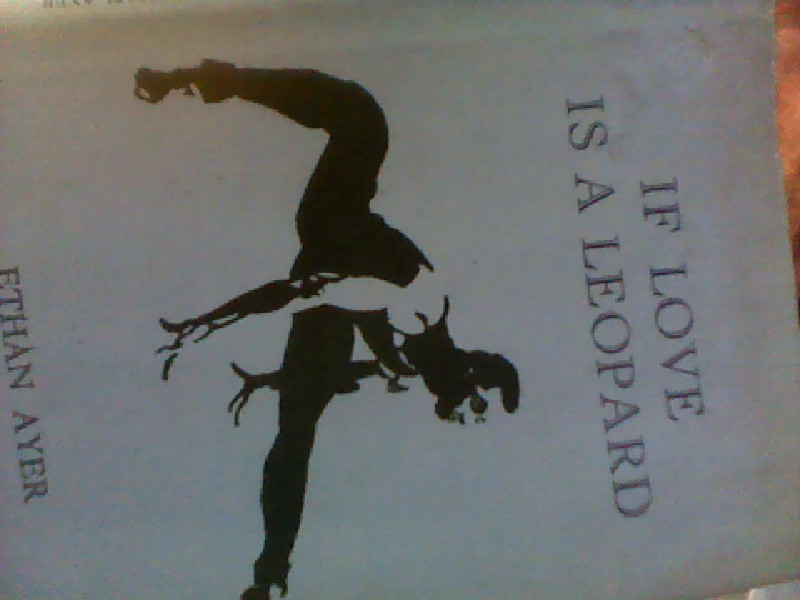 IF LOVE
IS A LEOPARD
ETHAN AYER